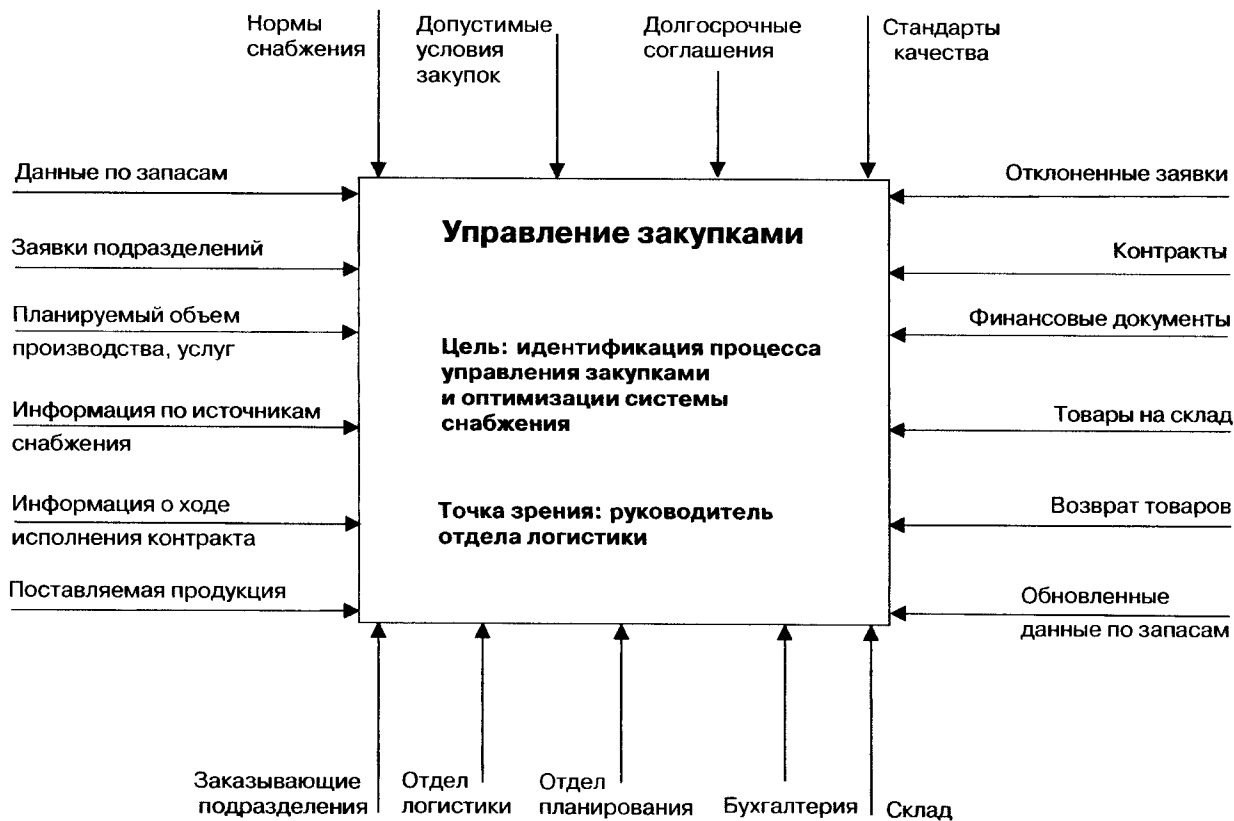 Нормы
снабжения
Допустимые
условия
закупок
Долгосрочные
соглашения
Стандарты
качества
Данные по запасам
Заявки подразделений
Планируемый объем
производства, услуг
Информация по источникам
снабжения
Информация о ходе
исполнения контракта
Поставляемая продукция
Управление закупками
Цель: идентификация процесса
управления закупками
и оптимизации системы
снабжения
Точка зрения: руководитель
отдела логистики
Отклоненные заявки
Контракты
Финансовые документы
Товары на склад
Возврат товаров
Обновленные
данные по запасам
Заказывающие
подразделения
Отдел
логистики
Отдел
планирования
Бухгалтерия
Склад